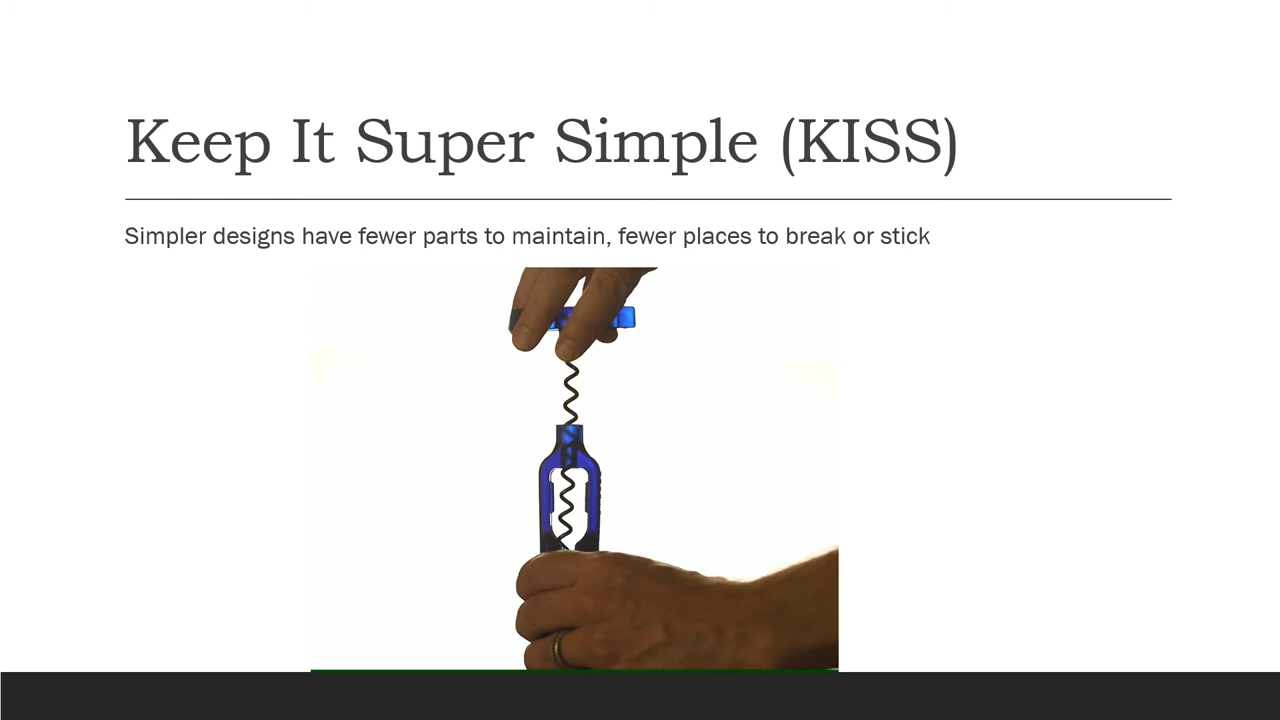 Keep It Super Simple (KISS)
Simpler designs have fewer parts to maintain, fewer places to break or stick